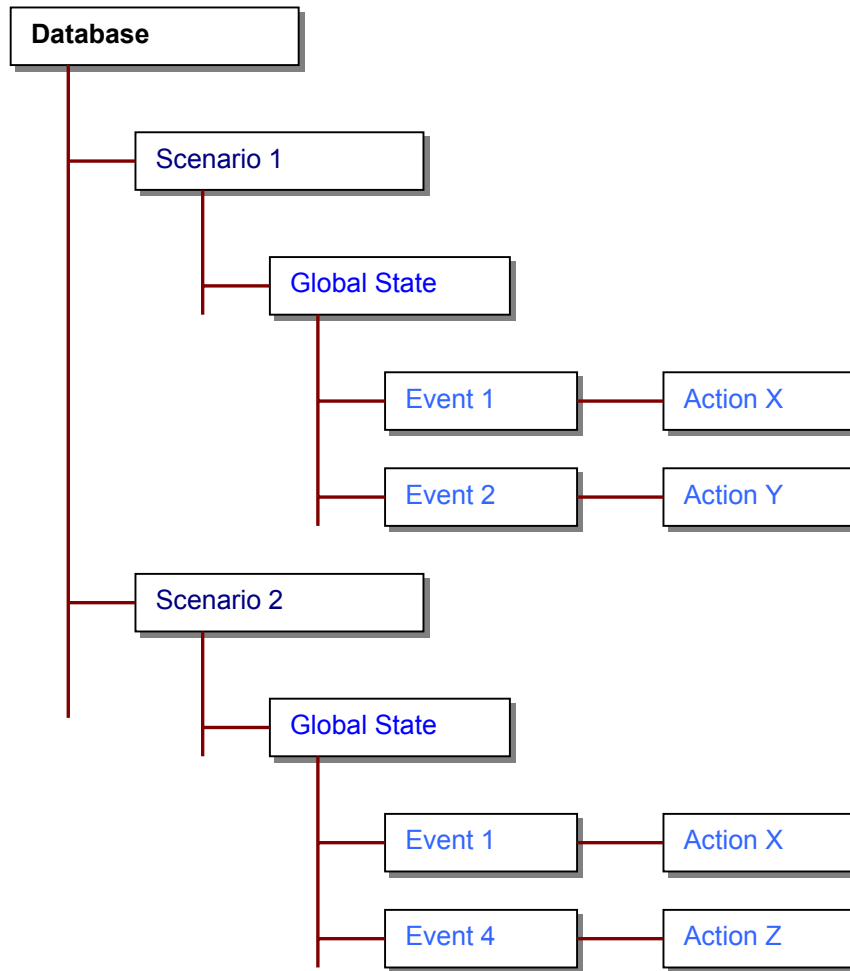 Database
Scenario 1
Global State
Event 1
Action X
Event 2
Action Y
Scenario 2
Global State
Event 1
Action X
Event 4
Action Z